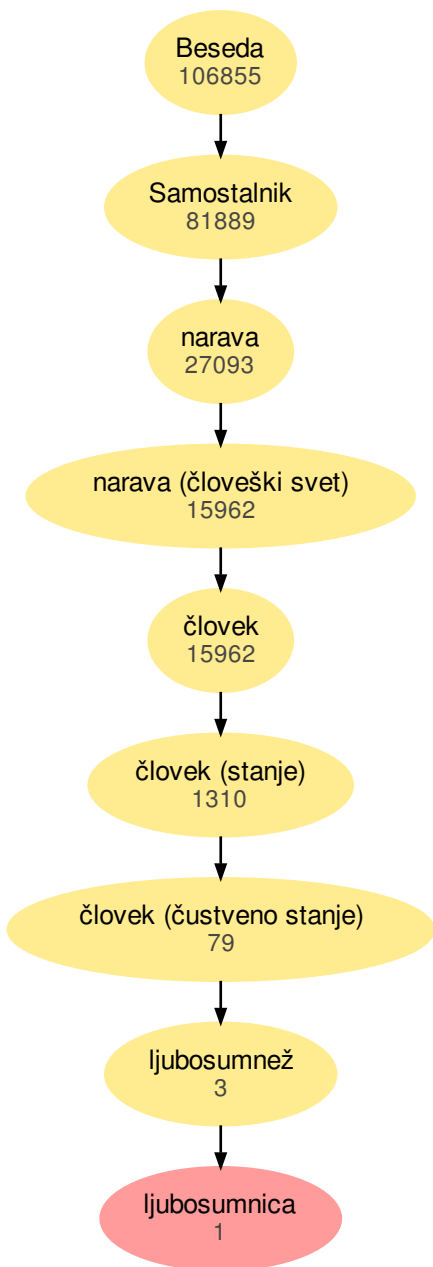 Beseda
106855
Samostalnik
81889
narava
27093
narava (človeški svet)
15962
človek
15962
človek (stanje)
1310
človek (čustveno stanje)
79
ljubosumnež
3
ljubosumnica
1